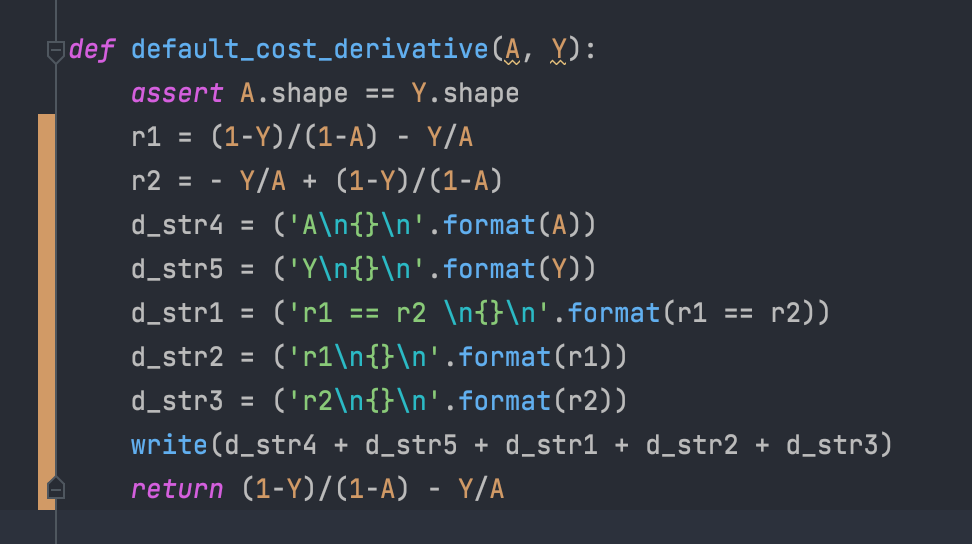 def default_cost_derivative(A, Y):
    assert A.shape == Y.shape
    r1 = (1-Y)/(1-A) - Y/A
    r2 = - Y/A + (1-Y)/(1-A)
    d_str4 = ('A\n{}\n'.format(A))
    d_str5 = ('Y\n{}\n'.format(Y))
    d_str1 = ('r1 == r2 \n{}\n'.format(r1 == r2))
    d_str2 = ('r1\n{}\n'.format(r1))
    d_str3 = ('r2\n{}\n'.format(r2))
    write(d_str4 + d_str5 + d_str1 + d_str2 + d_str3)
    return (1-Y)/(1-A) - Y/A